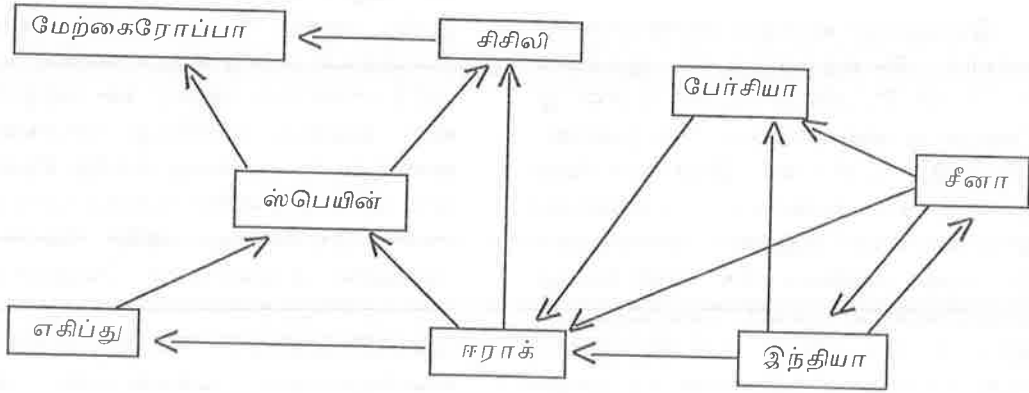 மேற்கைரோப்பா
சிசிலி
பேர்சியா
சீனா
ஸ்பெயின்
எகிப்து
ஈராக்
இந்தியா